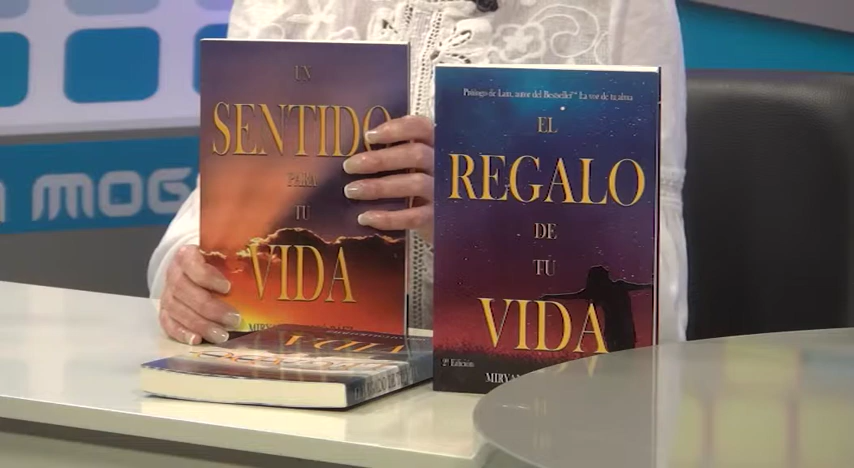 UN
SENTIDO
PARA
TU
VIDA
Prólogo de Lain, autor del Bestseller "La voz de tu alma
EL
REGALO
DE
TU
VIDA
2ª Edición
MOG
VIDA